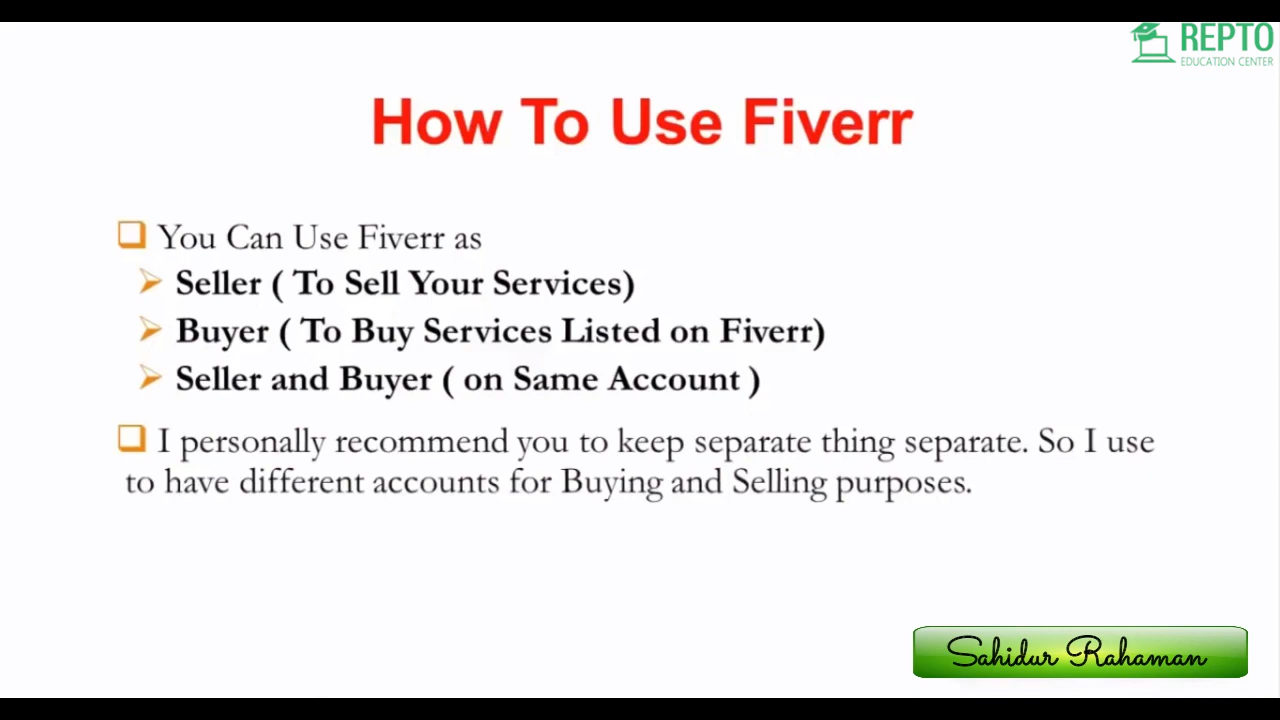 REPTO
EDUCATION CENTER
How To Use Fiverr
You Can Use Fiverr as
Seller ( To Sell Your Services)
Buyer ( To Buy Services Listed on Fiverr)
Seller and Buyer ( on Same Account )
I personally recommend you to keep separate thing separate. So I use
to have different accounts for Buying and Selling purposes.
Sahidur Rahaman